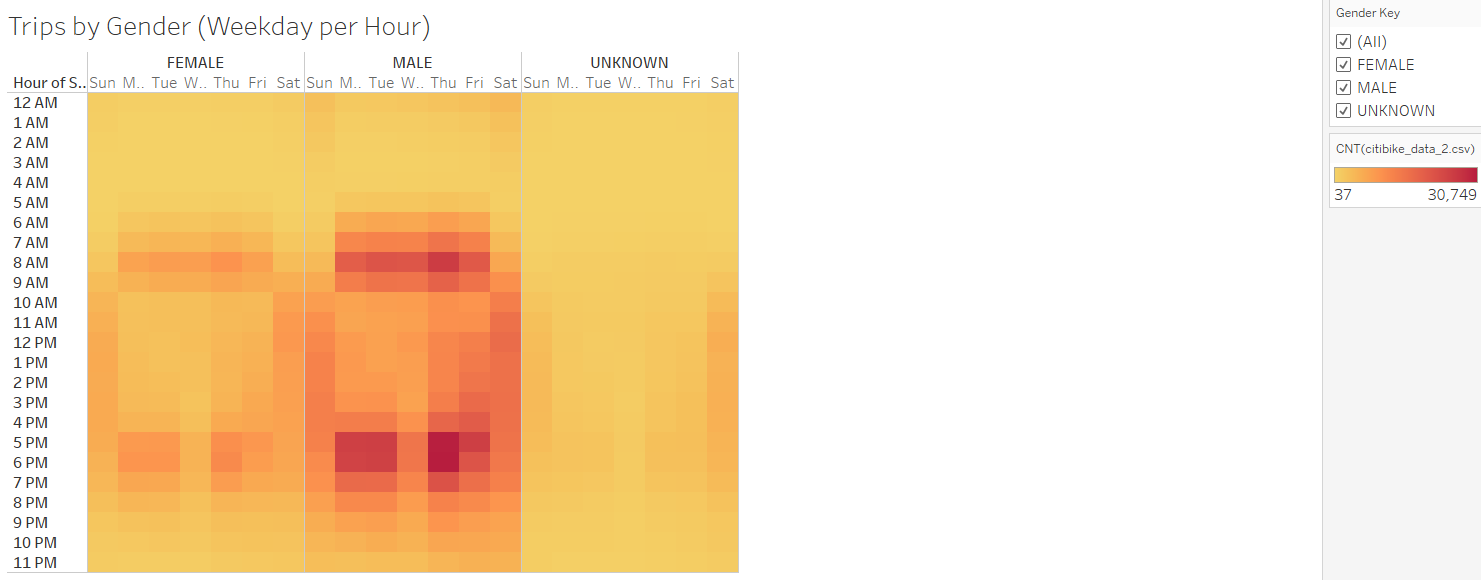 Trips by Gender (Weekday per Hour)
FEMALE MALE UNKNOWN
Hour of S.. Sun M.. Tue W.. Thu Fri Sat Sun M.. Tue W.. Thu Fri Sat Sun M.. Tue W.. Thu Fri Sat
12 AM
1 AM
2 AM
3 AM
4 AM
5 AM
6 AM
7 AM
8 AM
9 AM
10 AM
11 AM
12 PM
1 PM
2 PM
3 PM
4 PM
5 PM
6 PM
7 PM
8 PM
9 PM
10 PM
11 PM
Gender Key
(All)
FEMALE
MALE
UNKNOWN
CNT(citibike_data_2.csv)
37 30,749